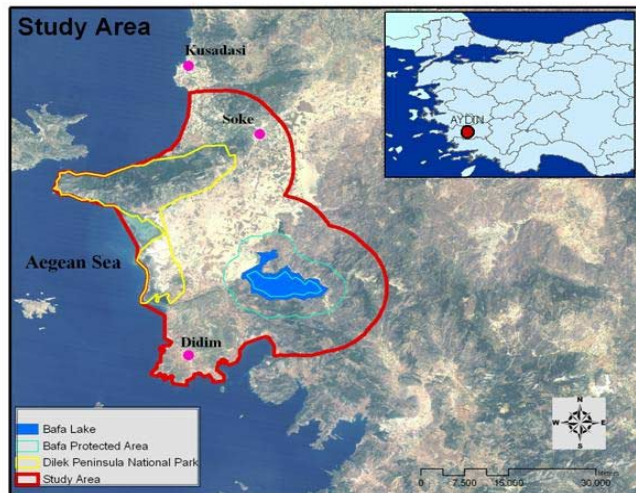 Study Area
Kusadasi
AYDIN
Soke
Aegean Sea
Didim
Bafa Lake
Bafa Protected Area
Dilek Peninsula National Park
Study Area
N
W
E
S
0
7.500
15.000
30.000